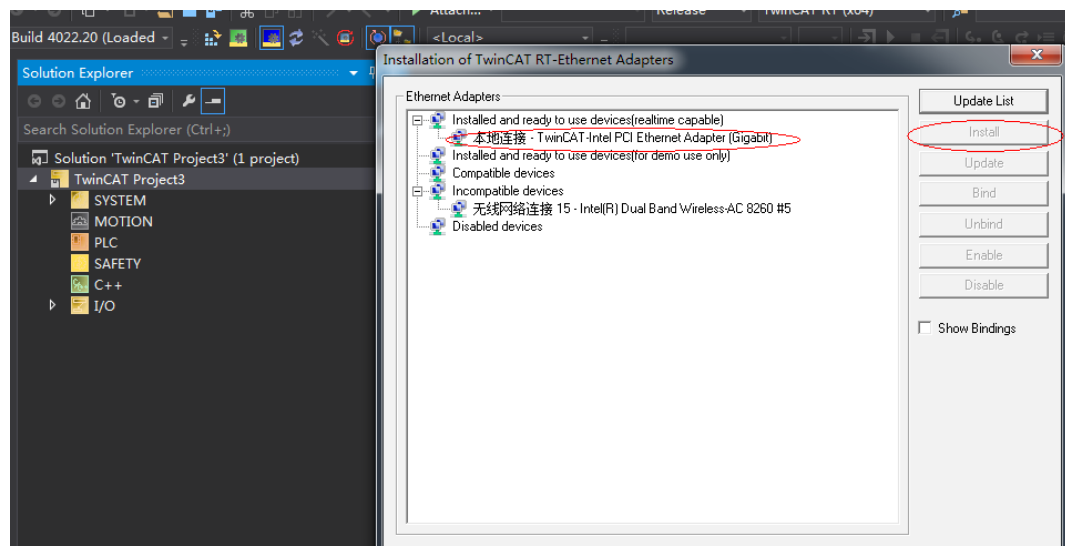 Attach...
Release
TwinCAT RT (x64)
Build 4022.20 (Loaded
<Local>
Solution Explorer
Search Solution Explorer (Ctrl+;)
Solution 'TwinCAT Project3' (1 project)
TwinCAT Project3
SYSTEM
MOTION
PLC
SAFETY
C++
I/O
Installation of TwinCAT RT-Ethernet Adapters
Ethernet Adapters
Installed and ready to use devices(realtime capable)
本地连接 - TwinCAT-Intel PCI Ethernet Adapter (Gigabit)
Installed and ready to use devices(for demo use only)
Compatible devices
Incompatible devices
无线网络连接 15 - Intel(R) Dual Band Wireless-AC 8260 #5
Disabled devices
Update List
Install
Update
Bind
Unbind
Enable
Disable
Show Bindings